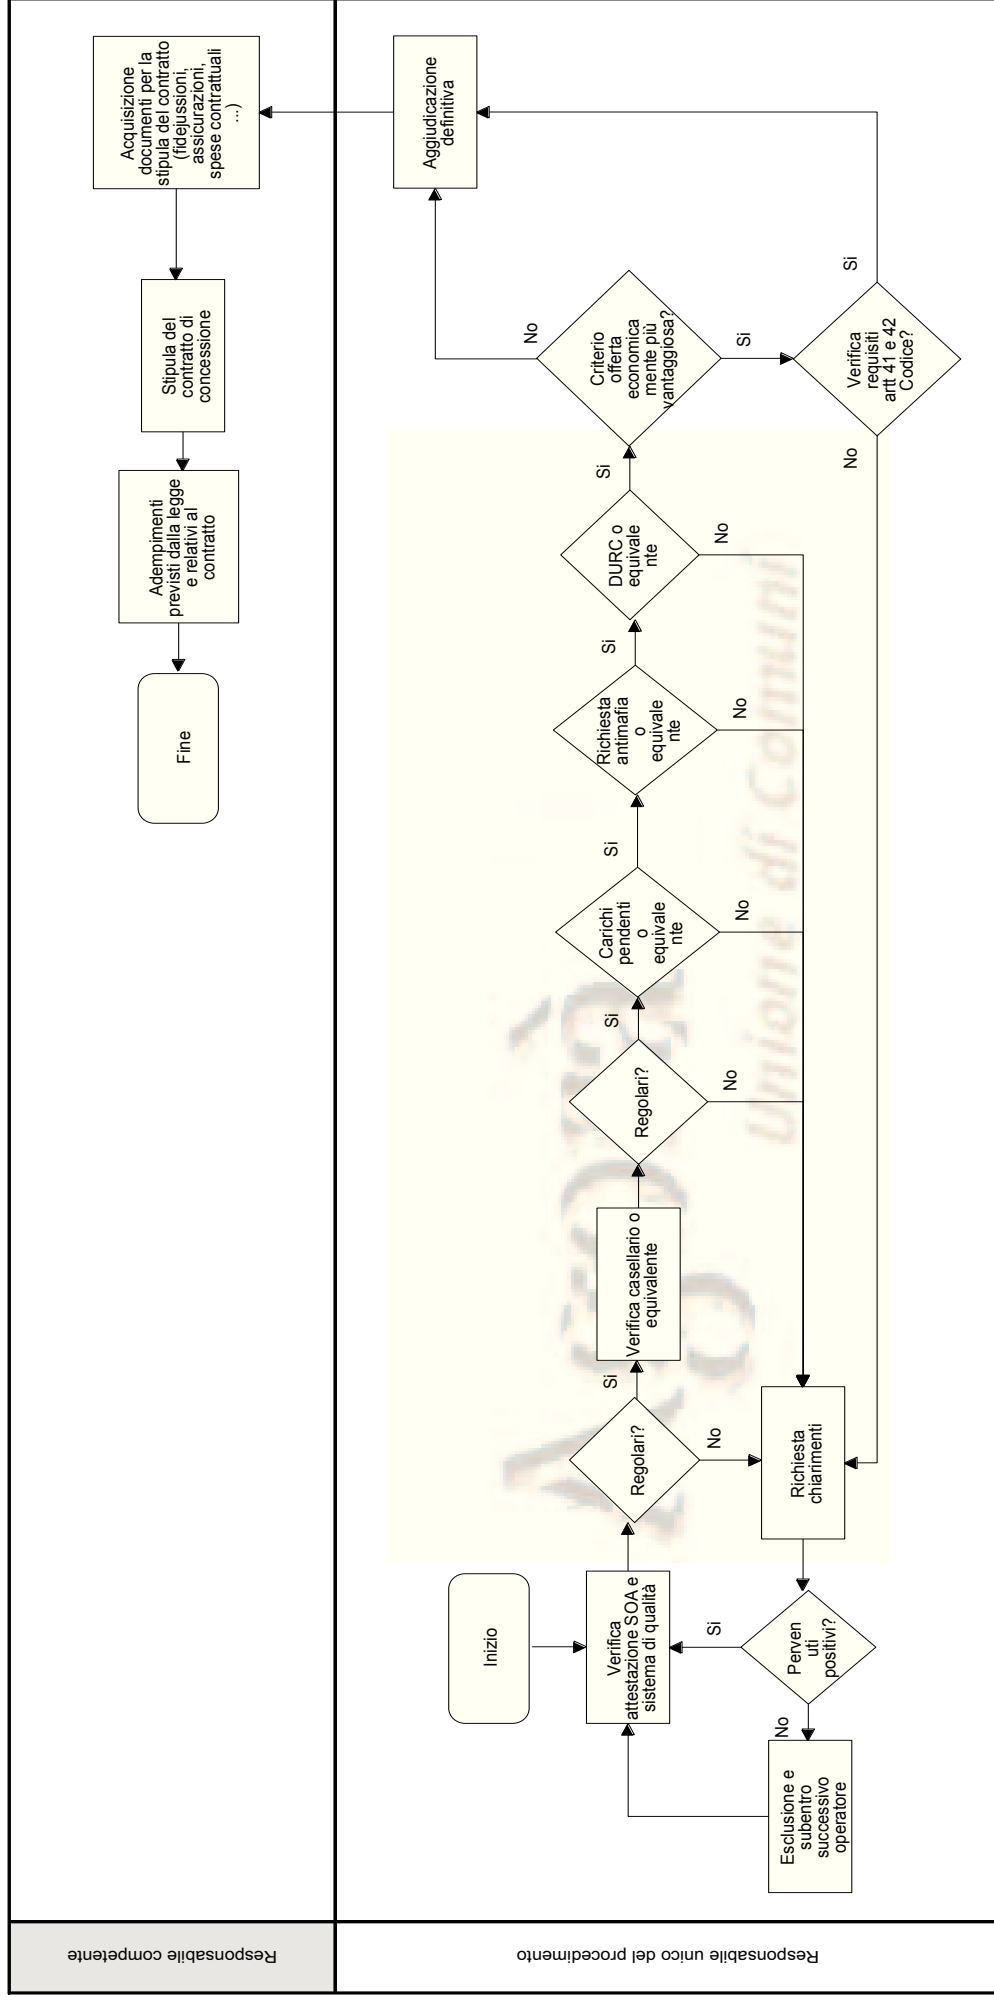 Responsabile competente
Acquisizione
documenti per la
stipula del contratto
(fidejussioni,
assicurazioni,
spese contrattuali
...)
Stipula del
contratto di
concessione
Adempimenti
previsti dalla legge
e relativi al
contratto
Fine
Responsabile unico del procedimento
Inizio
Verifica
attestazione SOA e
sistema di qualità
Regolari?
Si
No
Verifica casellario o
equivalente
Regolari?
Si
No
Carichi
pendenti
o
equivale
nte
Si
No
Richiesta
antimafia
o
equivale
nte
Si
No
DURC o
equivale
nte
Si
No
Criterio
offerta
economica
mente più
vantaggiosa?
No
Si
Verifica
requisiti
artt 41 e 42
Codice?
Si
No
Aggiudicazione
definitiva
Richiesta
chiarimenti
Perven
uti
positivi?
Si
No
Esclusione e
subentro
successivo
operatore
Unione di Comuni